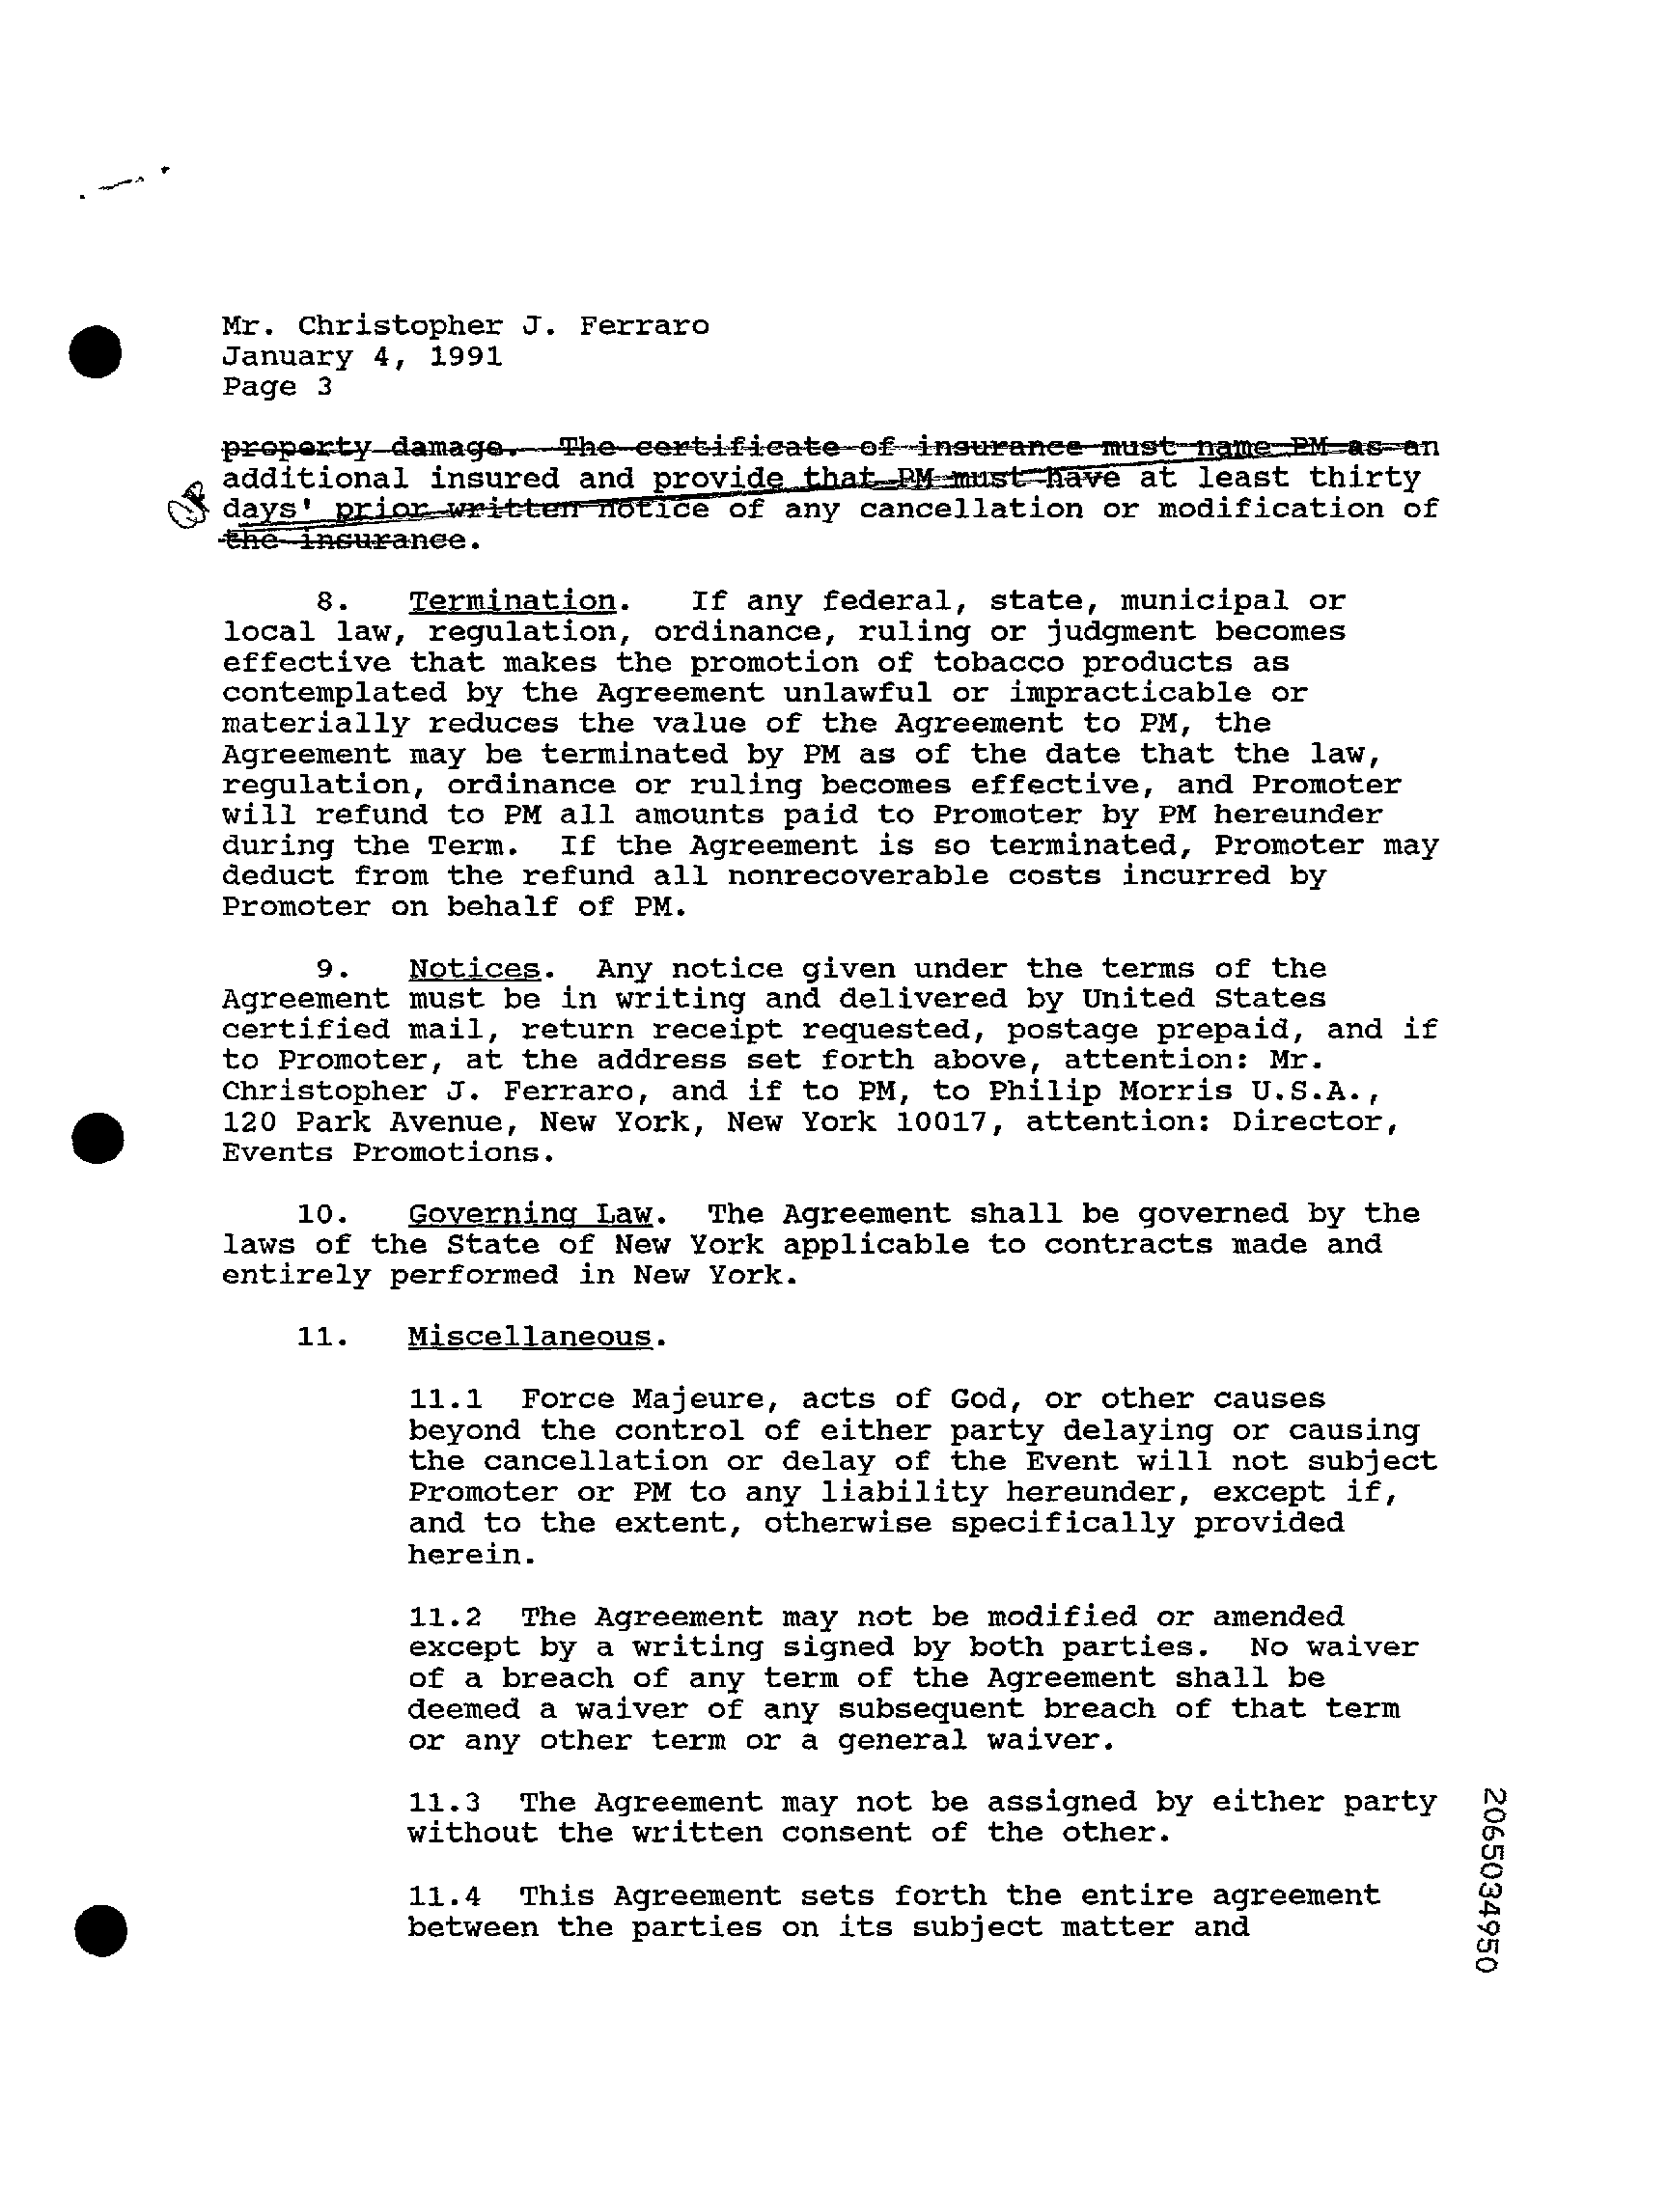 Mr. Christopher J. Ferraro
January 4, 1991
Page 3
property damage. The certificate of insurance must name PM as an
additional insured and provide that PM must have at least thirty
days' prior written notice of any cancellation or modification of
the insurance.
8. Termination. If any federal, state, municipal or
local law, regulation, ordinance, ruling or judgment becomes
effective that makes the promotion of tobacco products as
contemplated by the Agreement unlawful or impracticable or
materially reduces the value of the Agreement to PM, the
Agreement may be terminated by PM as of the date that the law,
regulation, ordinance or ruling becomes effective, and Promoter
will refund to PM all amounts paid to Promoter by PM hereunder
during the Term. If the Agreement is so terminated, Promoter may
deduct from the refund all nonrecoverable costs incurred by
Promoter on behalf of PM.
9. Notices. Any notice given under the terms of the
Agreement must be in writing and delivered by United States
certified mail, return receipt requested, postage prepaid, and if
to Promoter, at the address set forth above, attention: Mr.
Christopher J. Ferraro, and if to PM, to Philip Morris U.S.A.,
120 Park Avenue, New York, New York 10017, attention: Director,
Events Promotions.
10. Governing Law. The Agreement shall be governed by the
laws of the State of New York applicable to contracts made and
entirely performed in New York.
11. Miscellaneous.
11.1 Force Majeure, acts of God, or other causes
beyond the control of either party delaying or causing
the cancellation or delay of the Event will not subject
Promoter or PM to any liability hereunder, except if,
and to the extent, otherwise specifically provided
herein.
11.2 The Agreement may not be modified or amended
except by a writing signed by both parties. No waiver
of a breach of any term of the Agreement shall be
deemed a waiver of any subsequent breach of that term
or any other term or a general waiver.
11.3 The Agreement may not be assigned by either party
without the written consent of the other.
11.4 This Agreement sets forth the entire agreement
between the parties on its subject matter and
2065034950